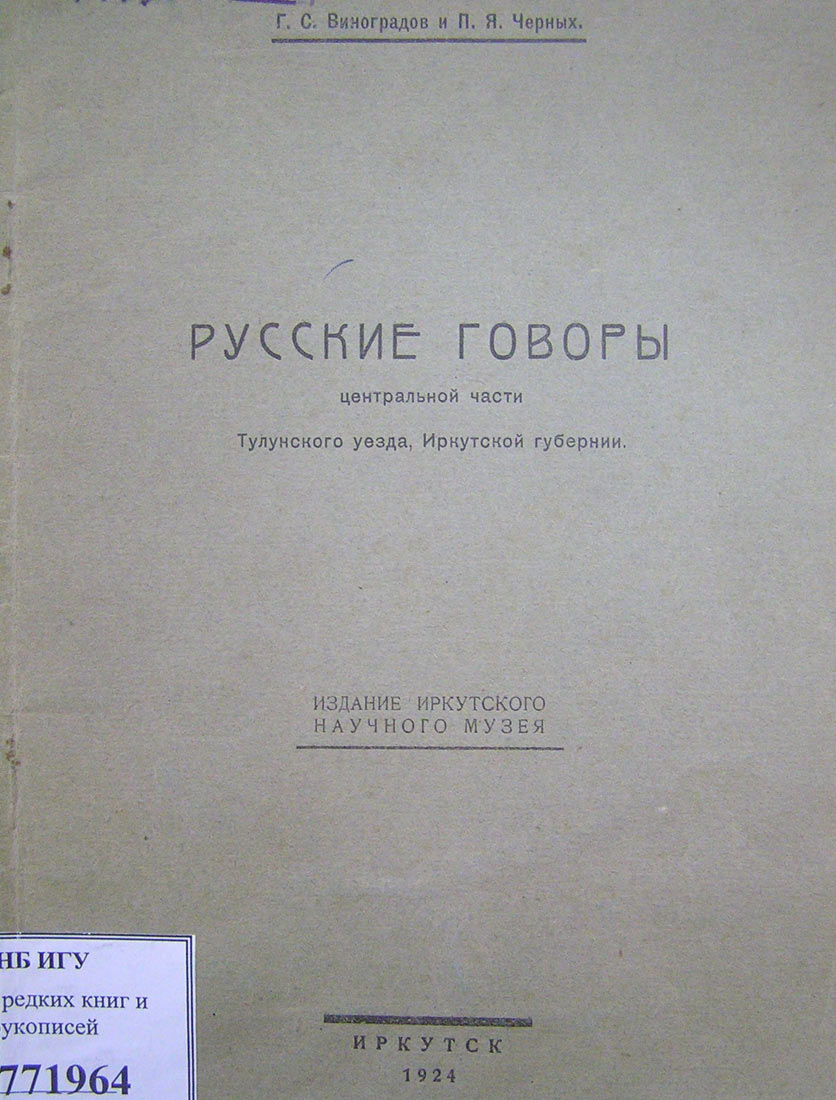 Г. С. Виноградов и П. Я. Черных.
РУССКИЕ ГОВОРЫ
центральной части
Тулунского уезда, Иркутской губернии.
ИЗДАНИЕ ИРКУТСКОГО
НАУЧНОГО МУЗЕЯ
НБ ИГУ
редких книг и
рукописей
771964
ИРКУТСК
1924